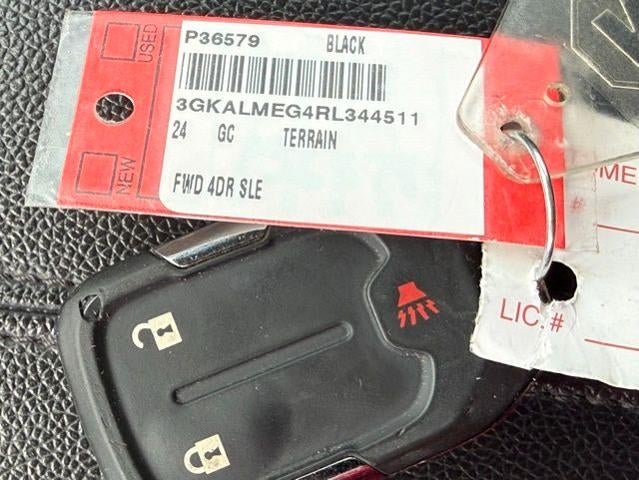 USED
NEW
P36579 BLACK
3GKALMEG4RL344511
24 GC TERRAIN
FWD 4DR SLE
ME
LIC. #